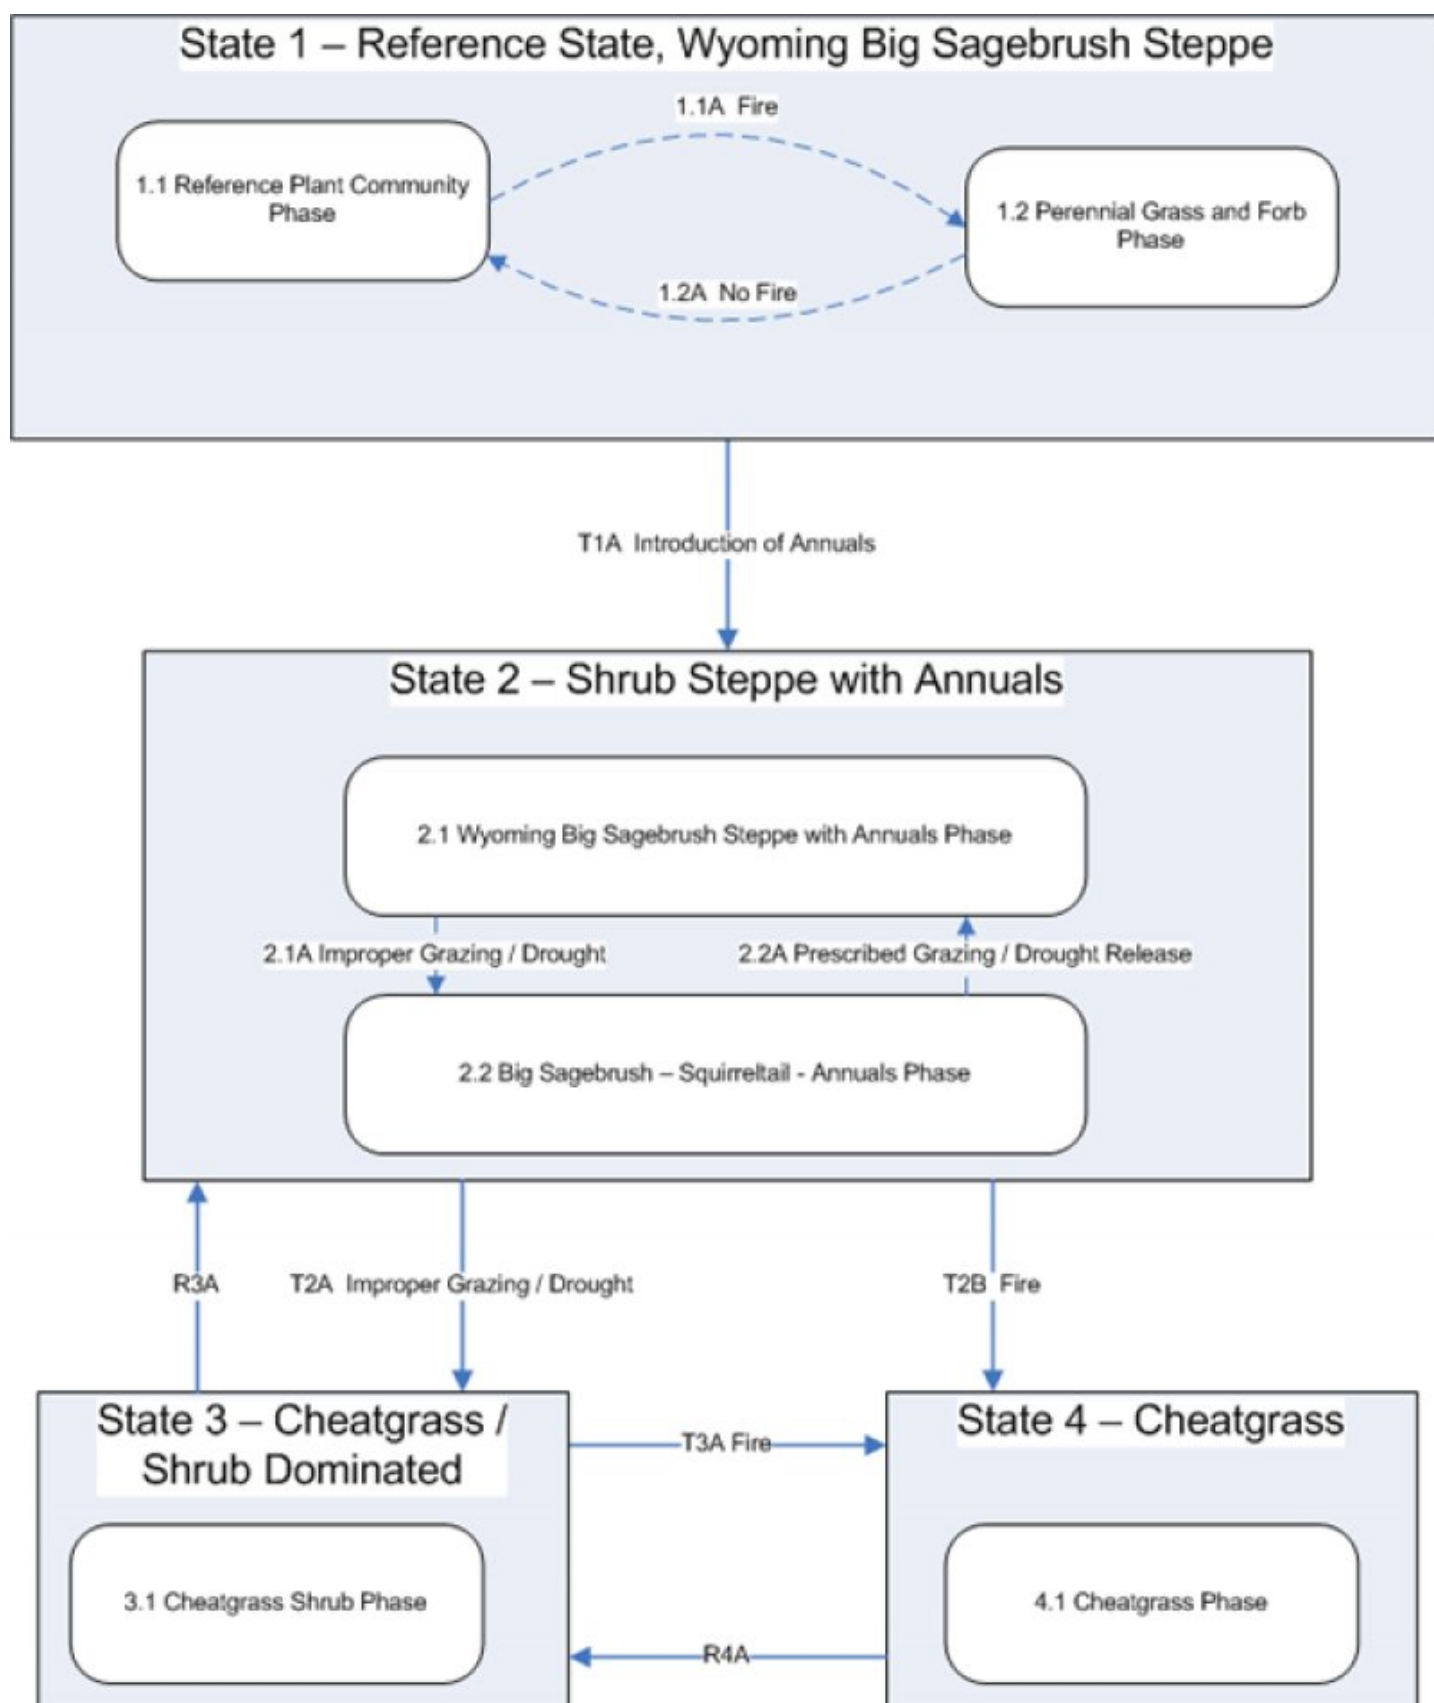 State 1 – Reference State, Wyoming Big Sagebrush Steppe
1.1A Fire
1.1 Reference Plant Community
Phase
1.2 Perennial Grass and Forb
Phase
1.2A No Fire
T1A Introduction of Annuals
State 2 – Shrub Steppe with Annuals
2.1 Wyoming Big Sagebrush Steppe with Annuals Phase
2.1A Improper Grazing / Drought
2.2A Prescribed Grazing / Drought Release
2.2 Big Sagebrush – Squirreltail - Annuals Phase
R3A
T2A Improper Grazing / Drought
T2B Fire
State 3 – Cheatgrass /
Shrub Dominated
T3A Fire
State 4 – Cheatgrass
3.1 Cheatgrass Shrub Phase
4.1 Cheatgrass Phase
R4A